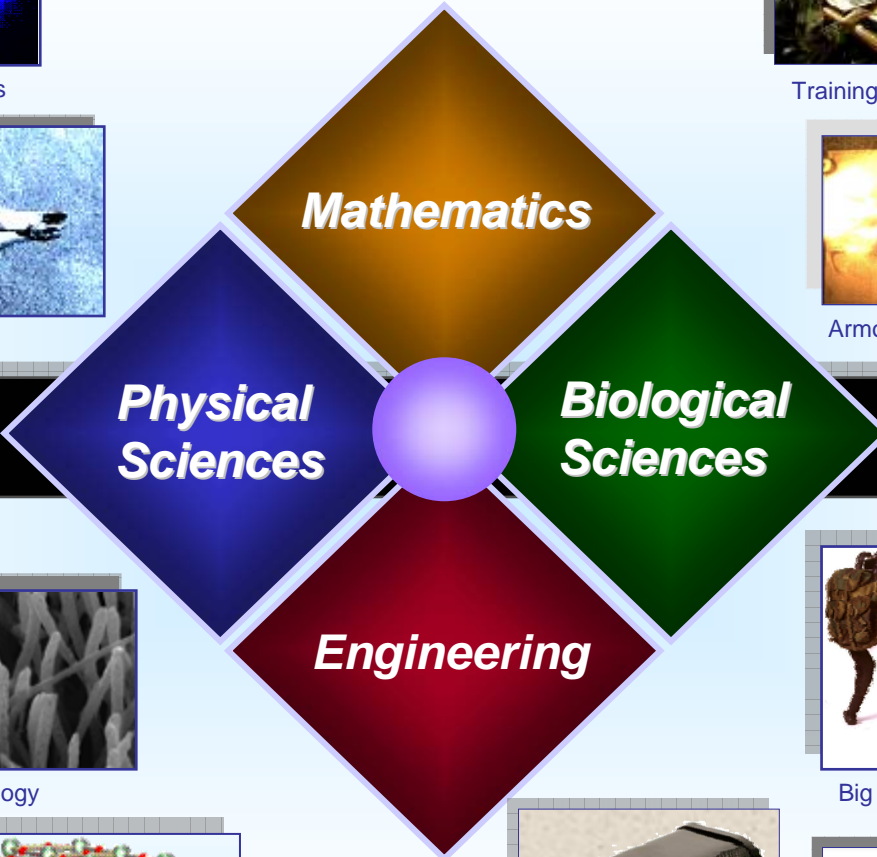 s
Training
Mathematics
Armo
Physical
Sciences
Biological
Sciences
Engineering
ogy
Big